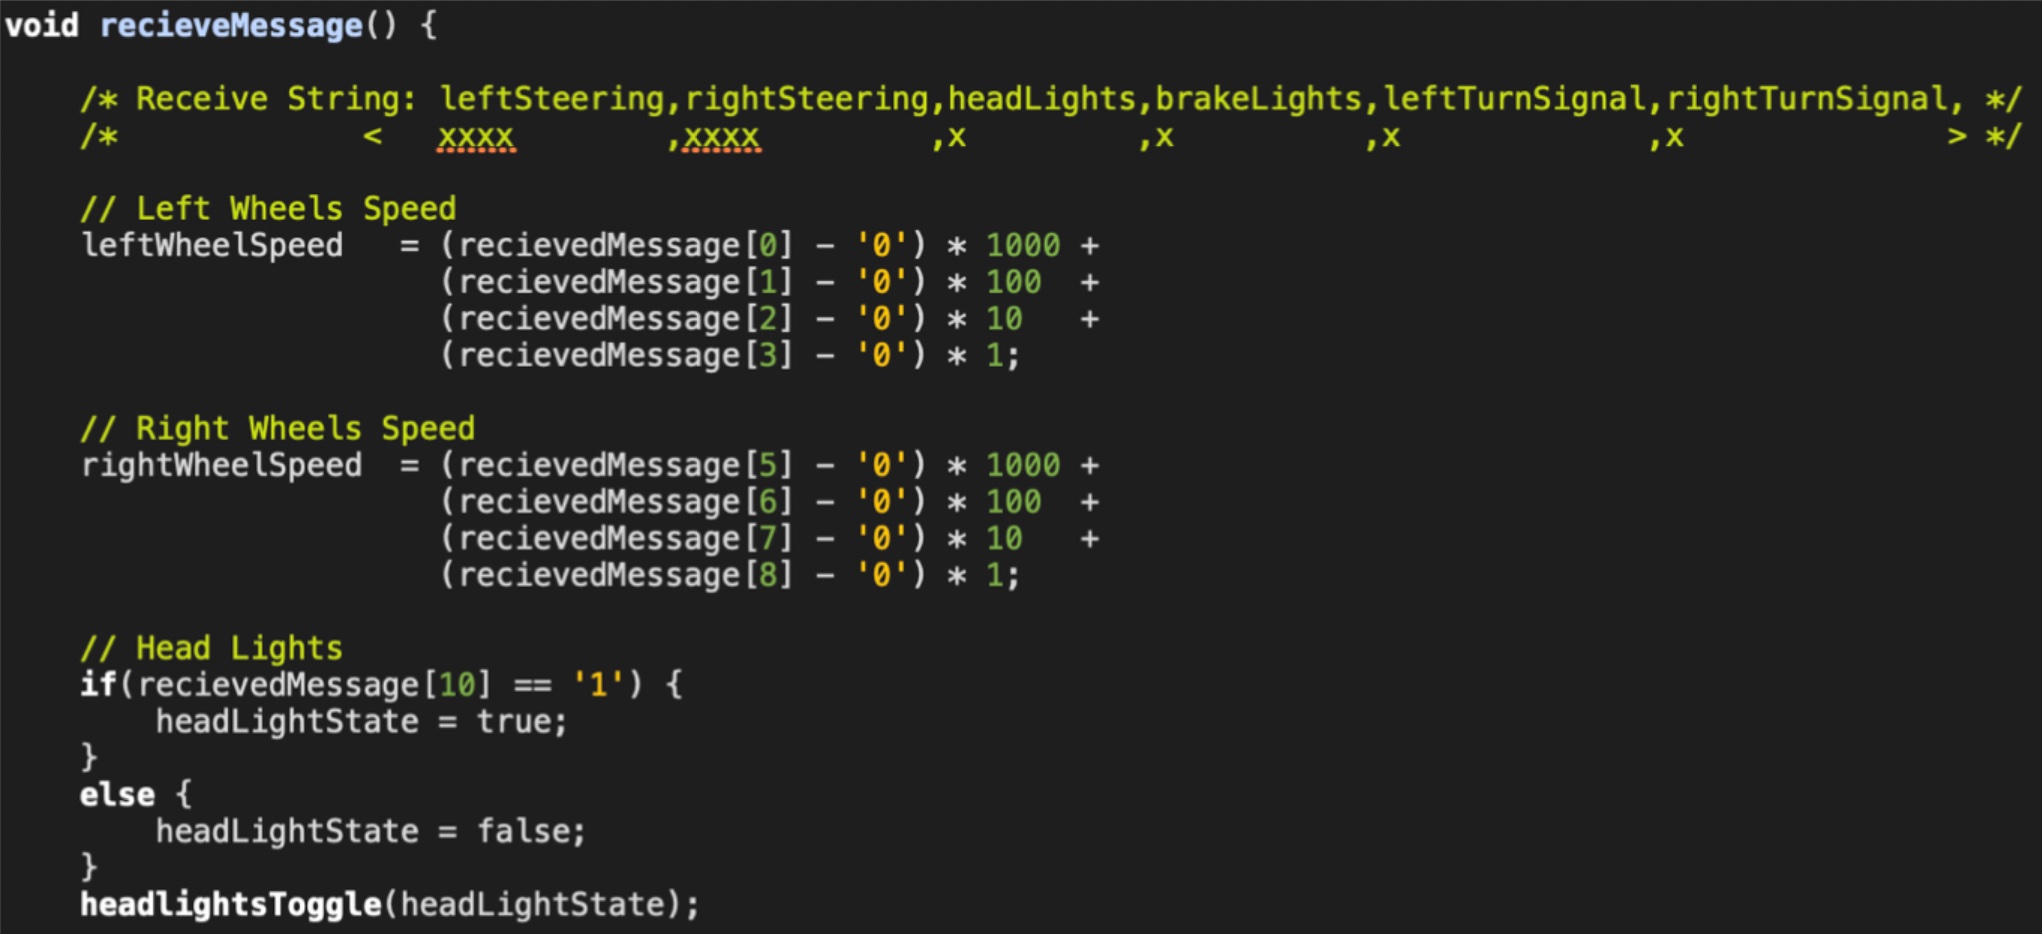 void recieveMessage() {
/* Receive String: leftSteering,rightSteering,headLights,brakeLights,leftTurnSignal,rightTurnSignal, */
/*             <   xxxx        ,xxxx         ,x         ,x           ,x              ,x              > */
// Left Wheels Speed
leftWheelSpeed   = (recievedMessage[0] - '0') * 1000 +
(recievedMessage[1] - '0') * 100  +
(recievedMessage[2] - '0') * 10   +
(recievedMessage[3] - '0') * 1;
// Right Wheels Speed
rightWheelSpeed  = (recievedMessage[5] - '0') * 1000 +
(recievedMessage[6] - '0') * 100  +
(recievedMessage[7] - '0') * 10   +
(recievedMessage[8] - '0') * 1;
// Head Lights
if(recievedMessage[10] == '1') {
headLightState = true;
}
else {
headLightState = false;
}
headlightsToggle(headLightState);